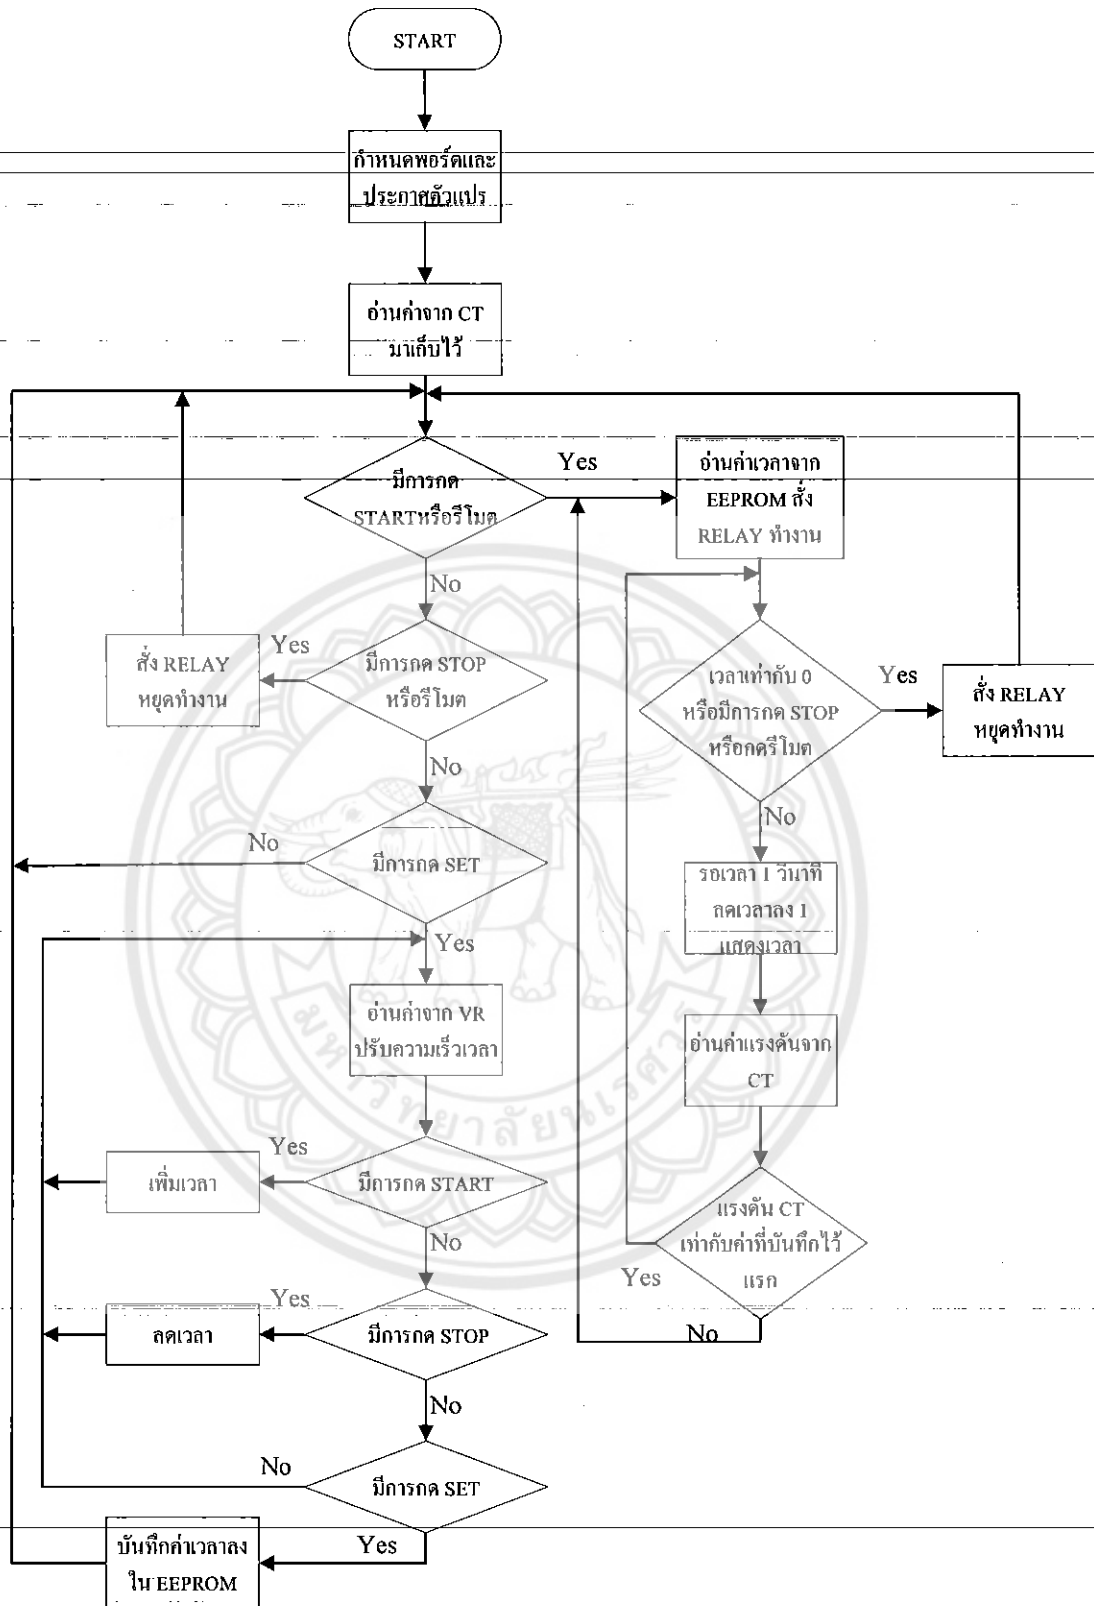 START
กำหนดพอร์ตและ
ประกาศตัวแปร
อ่านค่าจาก CT
มาเก็บไว้
มีการกด
STARTหรือรีโมต
Yes
อ่านค่าเวลาจาก
EEPROM สั่ง
RELAY ทำงาน
No
มีการกด STOP
หรือรีโมต
Yes
สั่ง RELAY
หยุดทำงาน
เวลาเท่ากับ 0
หรือมีการกด STOP
หรือกดรีโมต
Yes
สั่ง RELAY
หยุดทำงาน
No
No
มีการกด SET
No
รอเวลา 1 วินาที
ลดเวลาลง 1
แสดงเวลา
Yes
อ่านค่าจาก VR
ปรับความเร็วเวลา
อ่านค่าแรงดันจาก
CT
มีการกด START
Yes
เพิ่มเวลา
แรงดัน CT
เท่ากับค่าที่บันทึกไว้
แรก
Yes
No
No
มีการกด STOP
Yes
ลดเวลา
No
มีการกด SET
No
Yes
บันทึกค่าเวลาลง
ใน EEPROM
มหาวิทยาลัยนเรศวร